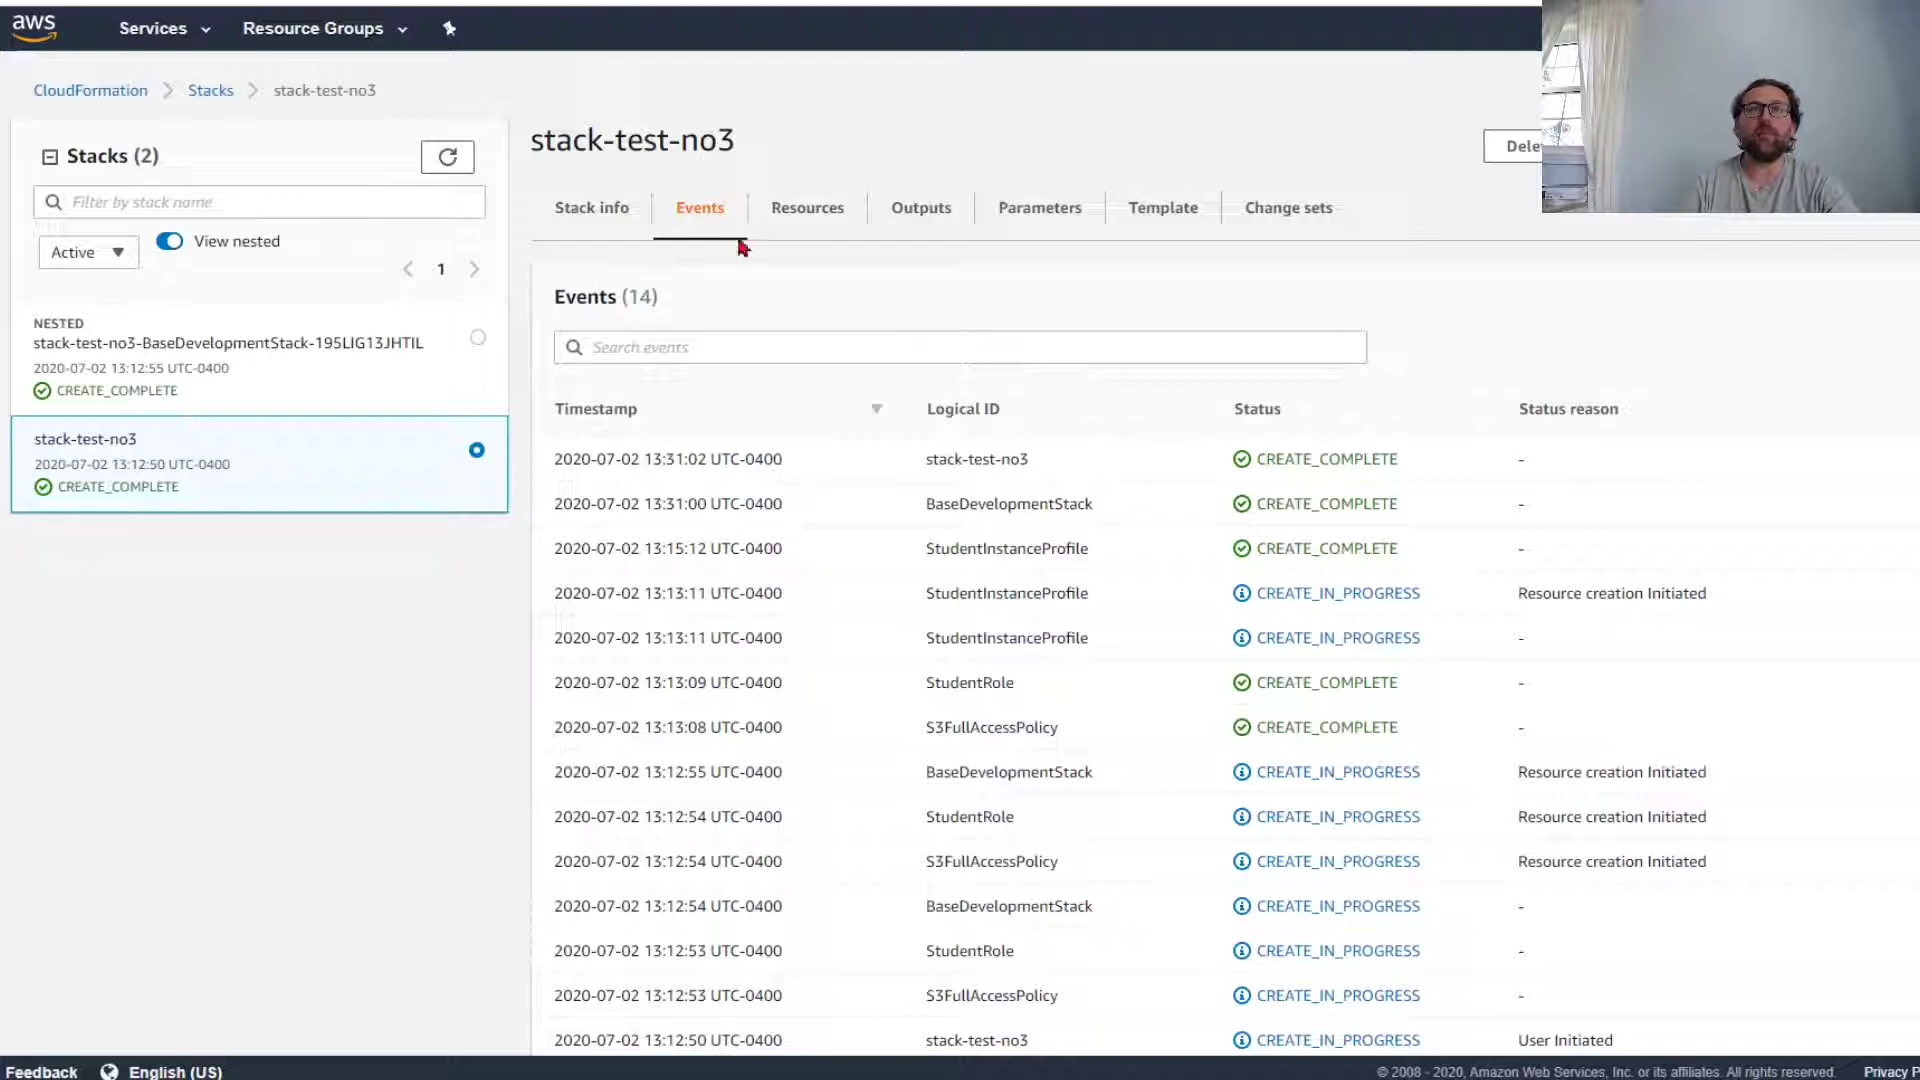 aws Services Resource Groups
CloudFormation Stacks stack-test-no3
Stacks (2)
Filter by stack name
Active View nested
1
NESTED
stack-test-no3-BaseDevelopmentStack-195LIG13JHTIL
2020-07-02 13:12:55 UTC-0400
CREATE_COMPLETE
stack-test-no3
2020-07-02 13:12:50 UTC-0400
CREATE_COMPLETE
stack-test-no3
Dele
Stack info Events Resources Outputs Parameters Template Change sets
Events (14)
Search events
Timestamp Logical ID Status Status reason
2020-07-02 13:31:02 UTC-0400 stack-test-no3 CREATE_COMPLETE -
2020-07-02 13:31:00 UTC-0400 BaseDevelopmentStack CREATE_COMPLETE -
2020-07-02 13:15:12 UTC-0400 StudentInstanceProfile CREATE_COMPLETE -
2020-07-02 13:13:11 UTC-0400 StudentInstanceProfile CREATE_IN_PROGRESS Resource creation Initiated
2020-07-02 13:13:11 UTC-0400 StudentInstanceProfile CREATE_IN_PROGRESS -
2020-07-02 13:13:09 UTC-0400 StudentRole CREATE_COMPLETE -
2020-07-02 13:13:08 UTC-0400 S3FullAccessPolicy CREATE_COMPLETE -
2020-07-02 13:12:55 UTC-0400 BaseDevelopmentStack CREATE_IN_PROGRESS Resource creation Initiated
2020-07-02 13:12:54 UTC-0400 StudentRole CREATE_IN_PROGRESS Resource creation Initiated
2020-07-02 13:12:54 UTC-0400 S3FullAccessPolicy CREATE_IN_PROGRESS Resource creation Initiated
2020-07-02 13:12:54 UTC-0400 BaseDevelopmentStack CREATE_IN_PROGRESS -
2020-07-02 13:12:53 UTC-0400 StudentRole CREATE_IN_PROGRESS -
2020-07-02 13:12:53 UTC-0400 S3FullAccessPolicy CREATE_IN_PROGRESS -
2020-07-02 13:12:50 UTC-0400 stack-test-no3 CREATE_IN_PROGRESS User Initiated
Feedback English (US) © 2008 - 2020, Amazon Web Services, Inc. or its affiliates. All rights reserved. Privacy P